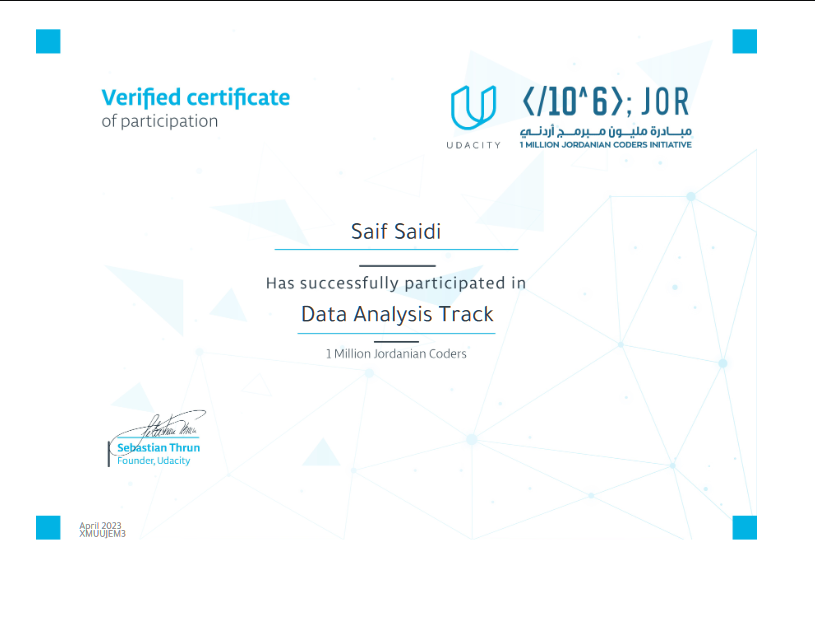 Verified certificate
of participation
UDACITY
</10^6>; JOR
مبادرة مليون مبرمج أردني
1 MILLION JORDANIAN CODERS INITIATIVE
Saif Saidi
Has successfully participated in
Data Analysis Track
1 Million Jordanian Coders
Sebastian Thrun
Founder, Udacity
April 2023
XMUUJEM3